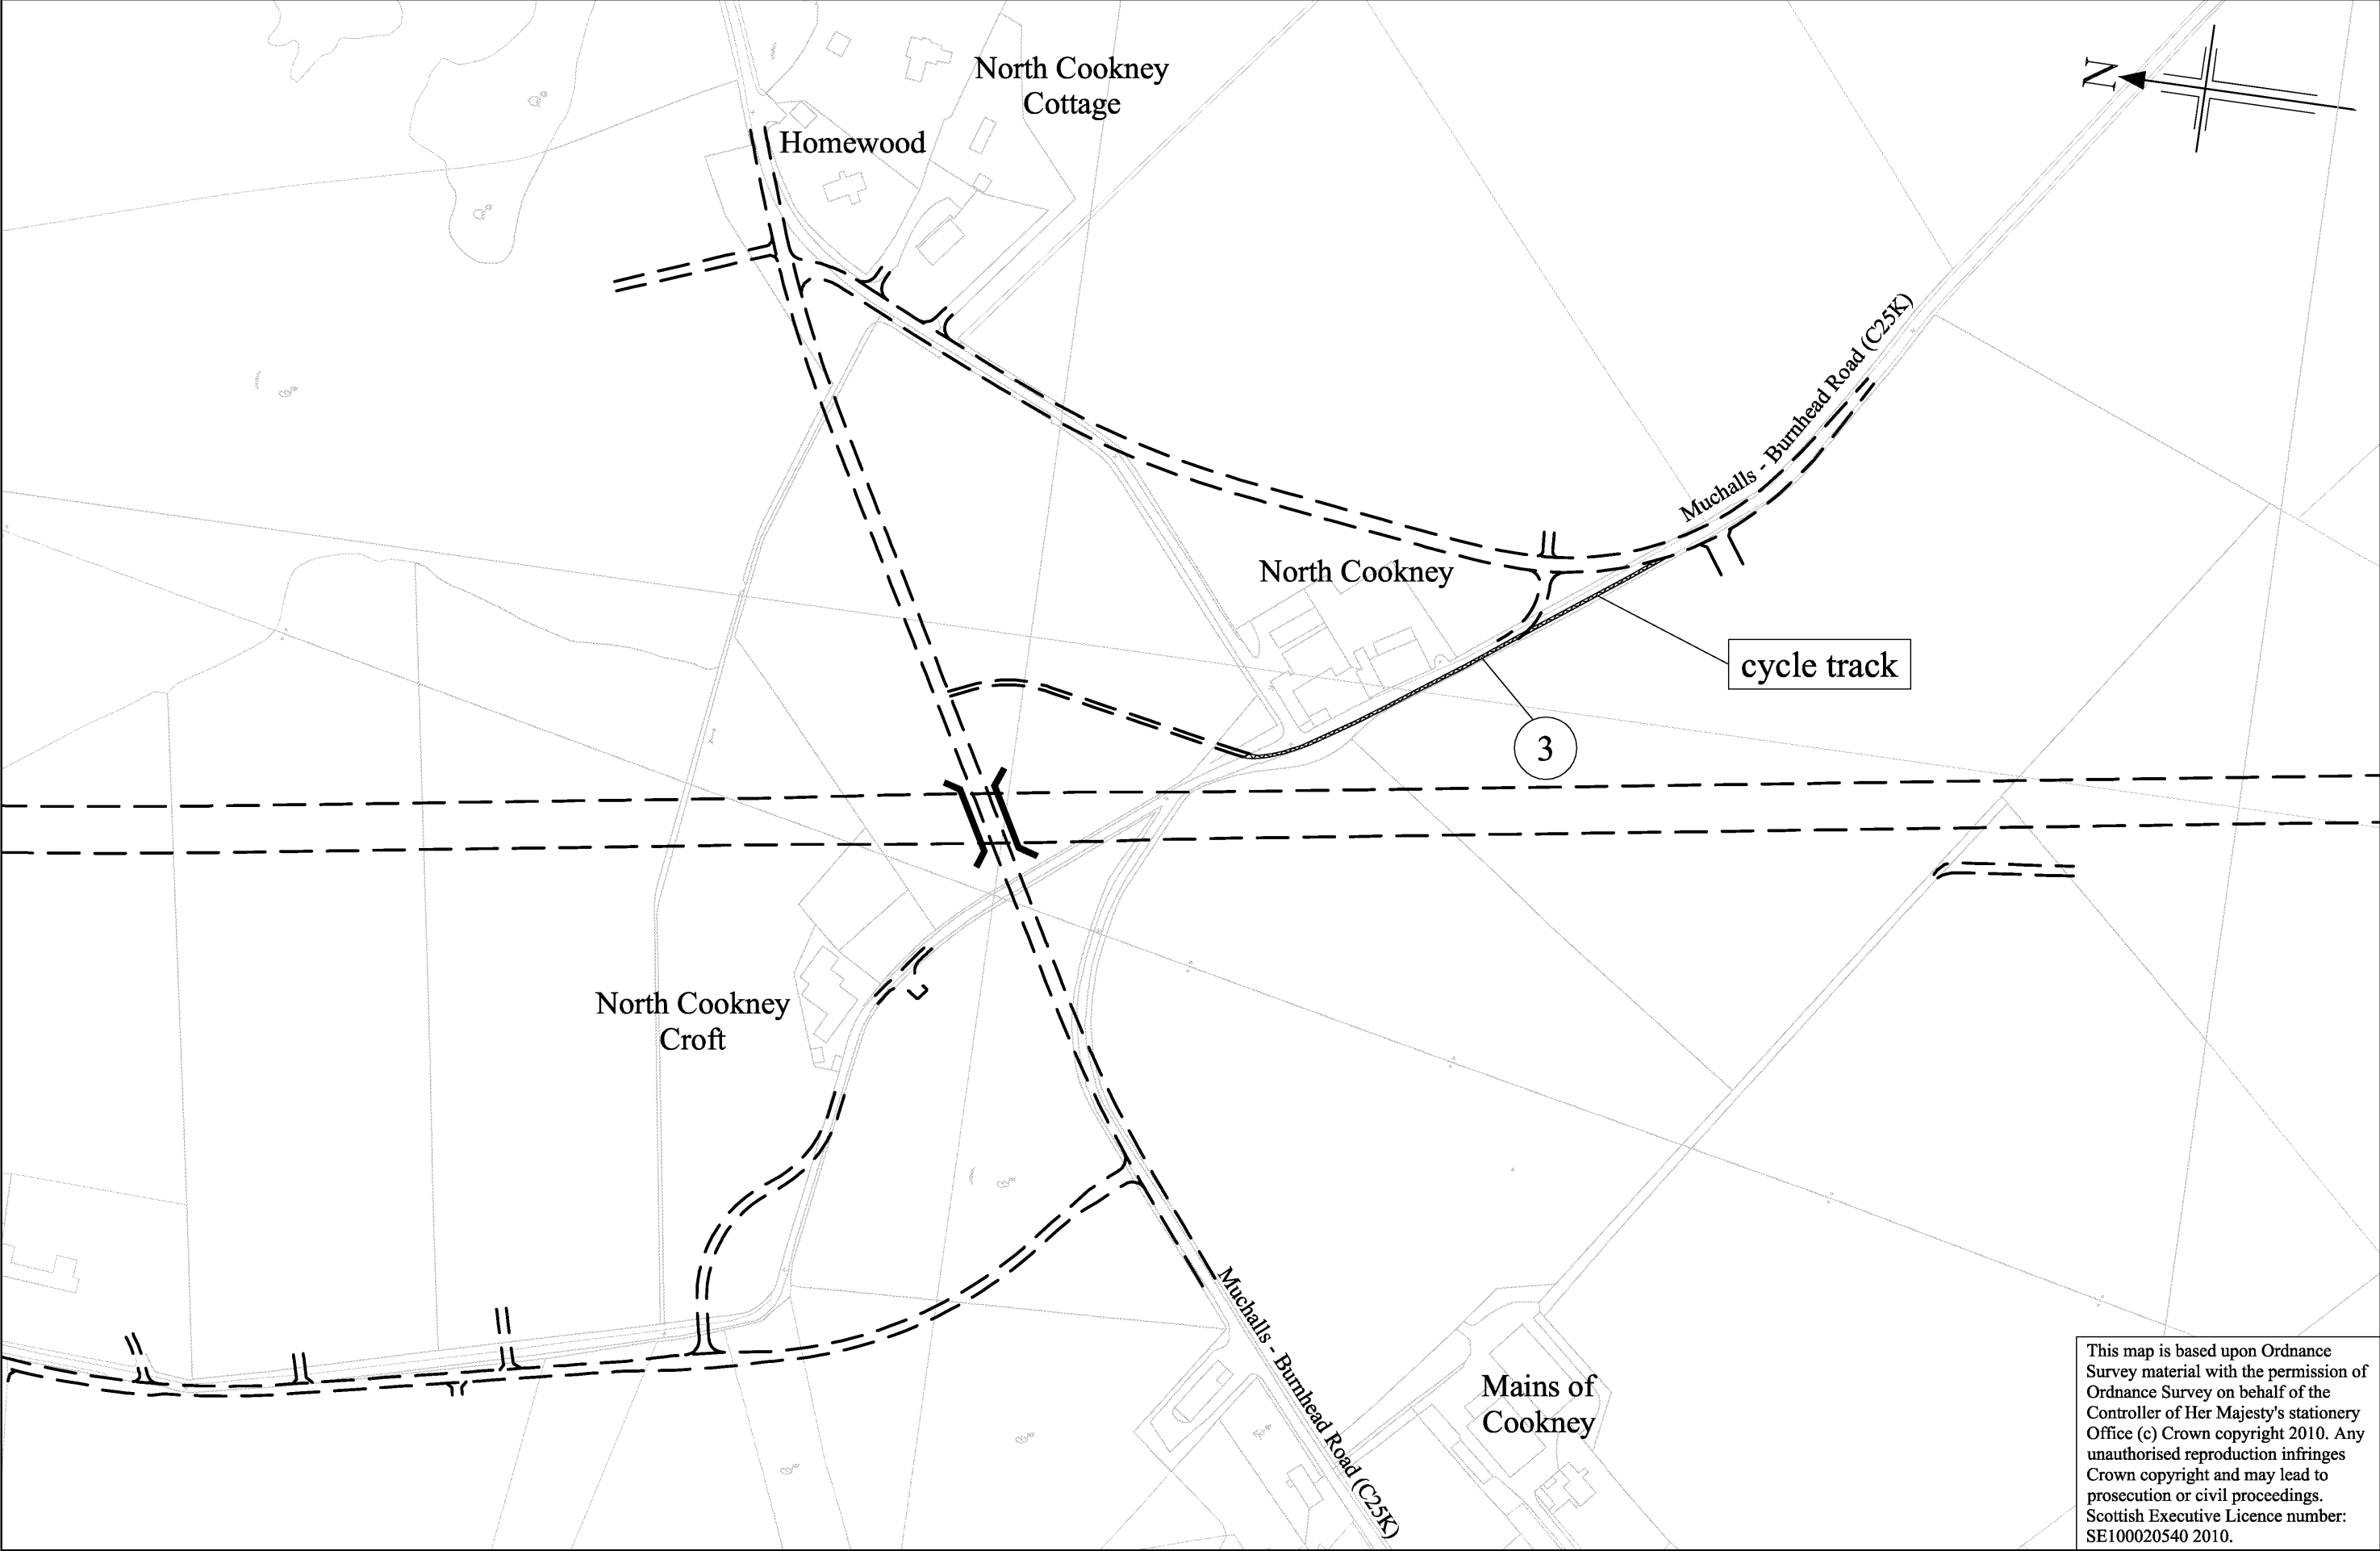 North Cookney
Cottage
N
Homewood
Muchalls - Burnhead Road (C25K)
North Cookney
cycle track
3
North Cookney
Croft
Muchalls - Burnhead Road (C25K)
Mains of
Cookney
This map is based upon Ordnance
Survey material with the permission of
Ordnance Survey on behalf of the
Controller of Her Majesty's stationery
Office (c) Crown copyright 2010. Any
unauthorised reproduction infringes
Crown copyright and may lead to
prosecution or civil proceedings.
Scottish Executive Licence number:
SE100020540 2010.